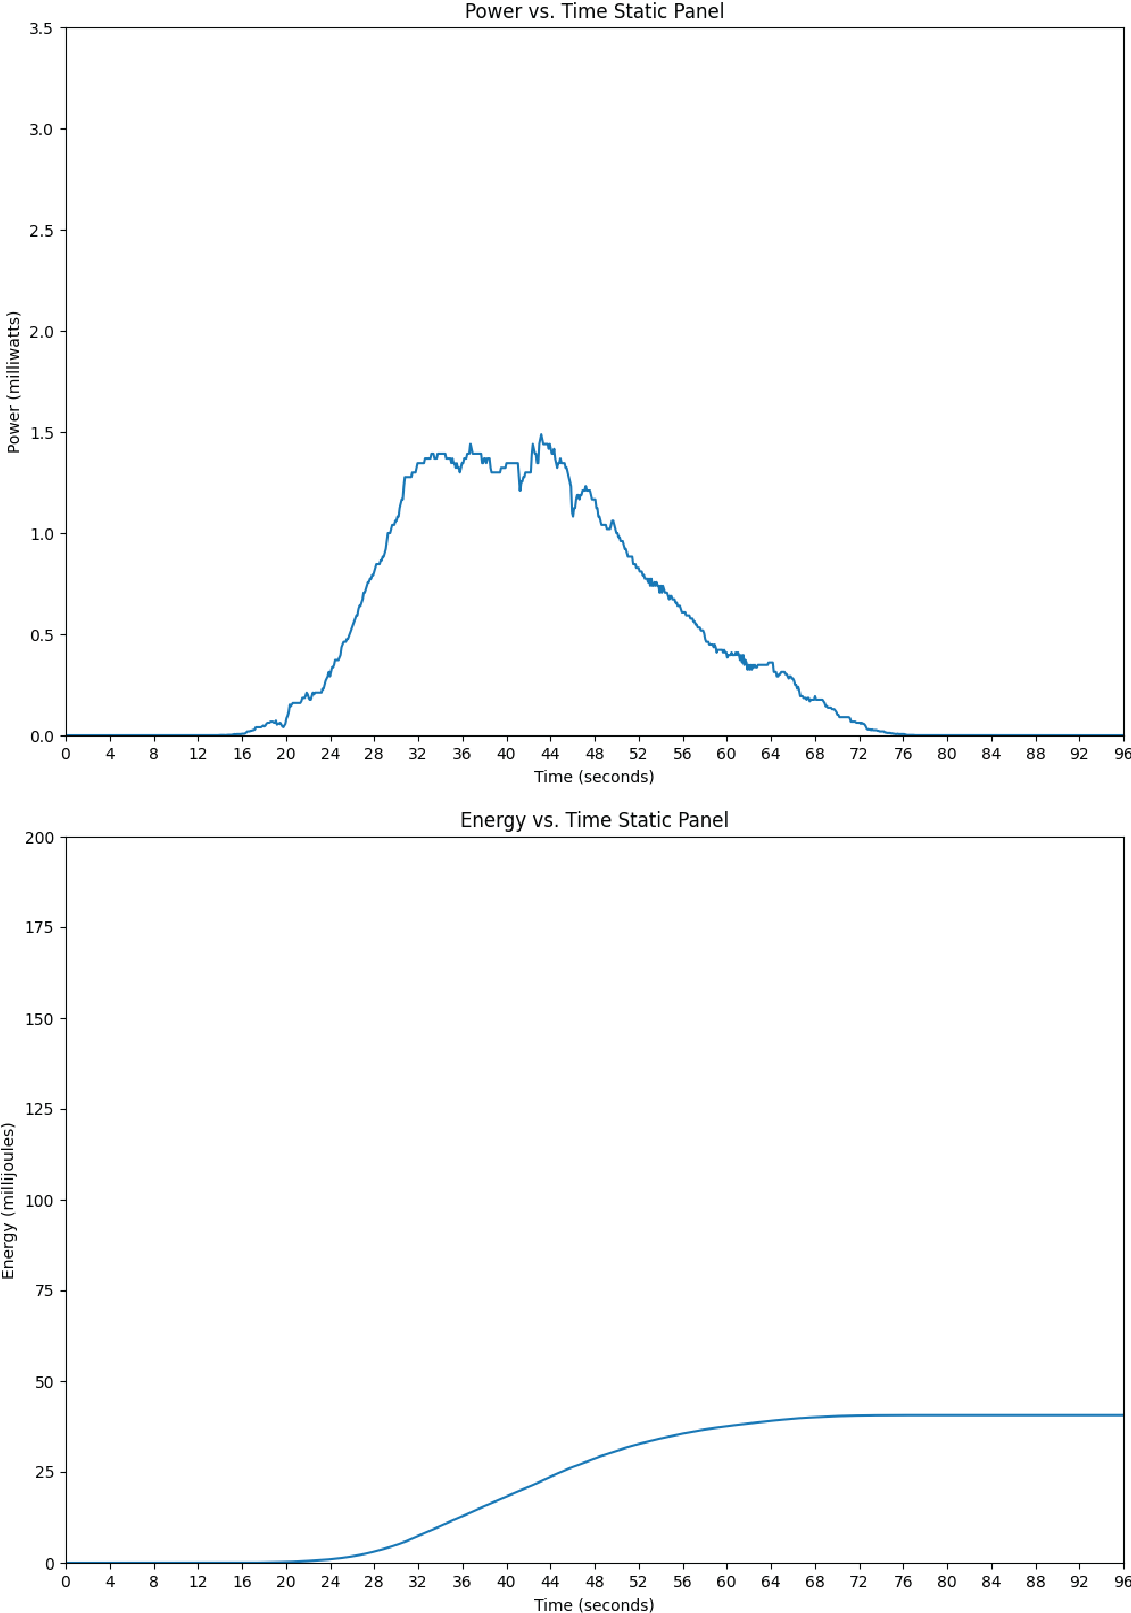 Power vs. Time Static Panel
3.5
3.0
2.5
2.0
1.5
1.0
0.5
0.0
Power (milliwatts)
0 4 8 12 16 20 24 28 32 36 40 44 48 52 56 60 64 68 72 76 80 84 88 92 96
Time (seconds)
Energy vs. Time Static Panel
200
175
150
125
100
75
50
25
0
Energy (millijoules)
0 4 8 12 16 20 24 28 32 36 40 44 48 52 56 60 64 68 72 76 80 84 88 92 96
Time (seconds)